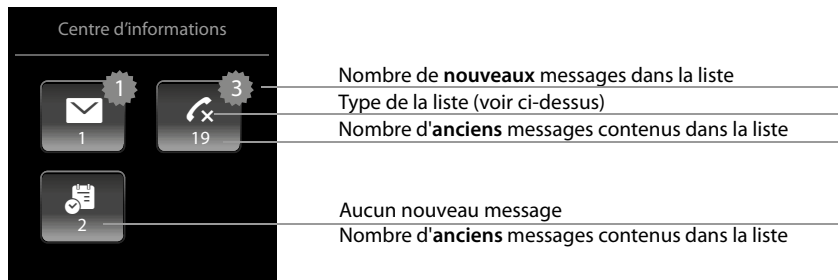 Centre d'informations
1
3
1
19
2
Nombre de nouveaux messages dans la liste
Type de la liste (voir ci-dessus)
Nombre d'anciens messages contenus dans la liste
Aucun nouveau message
Nombre d'anciens messages contenus dans la liste